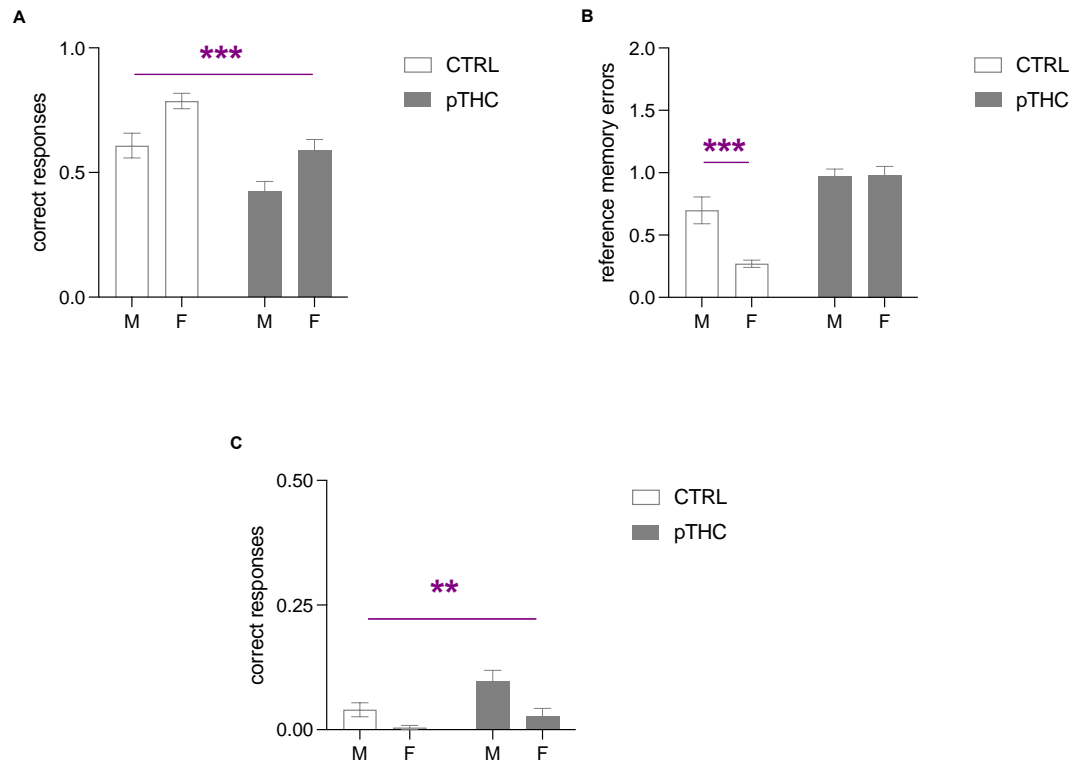 A
correct responses
1.0
0.5
0.0
***
M F M F
CTRL
pTHC
B
reference memory errors
2.0
1.5
1.0
0.5
0.0
***
M F M F
CTRL
pTHC
C
correct responses
0.50
0.25
0.00
**
M F M F
CTRL
pTHC